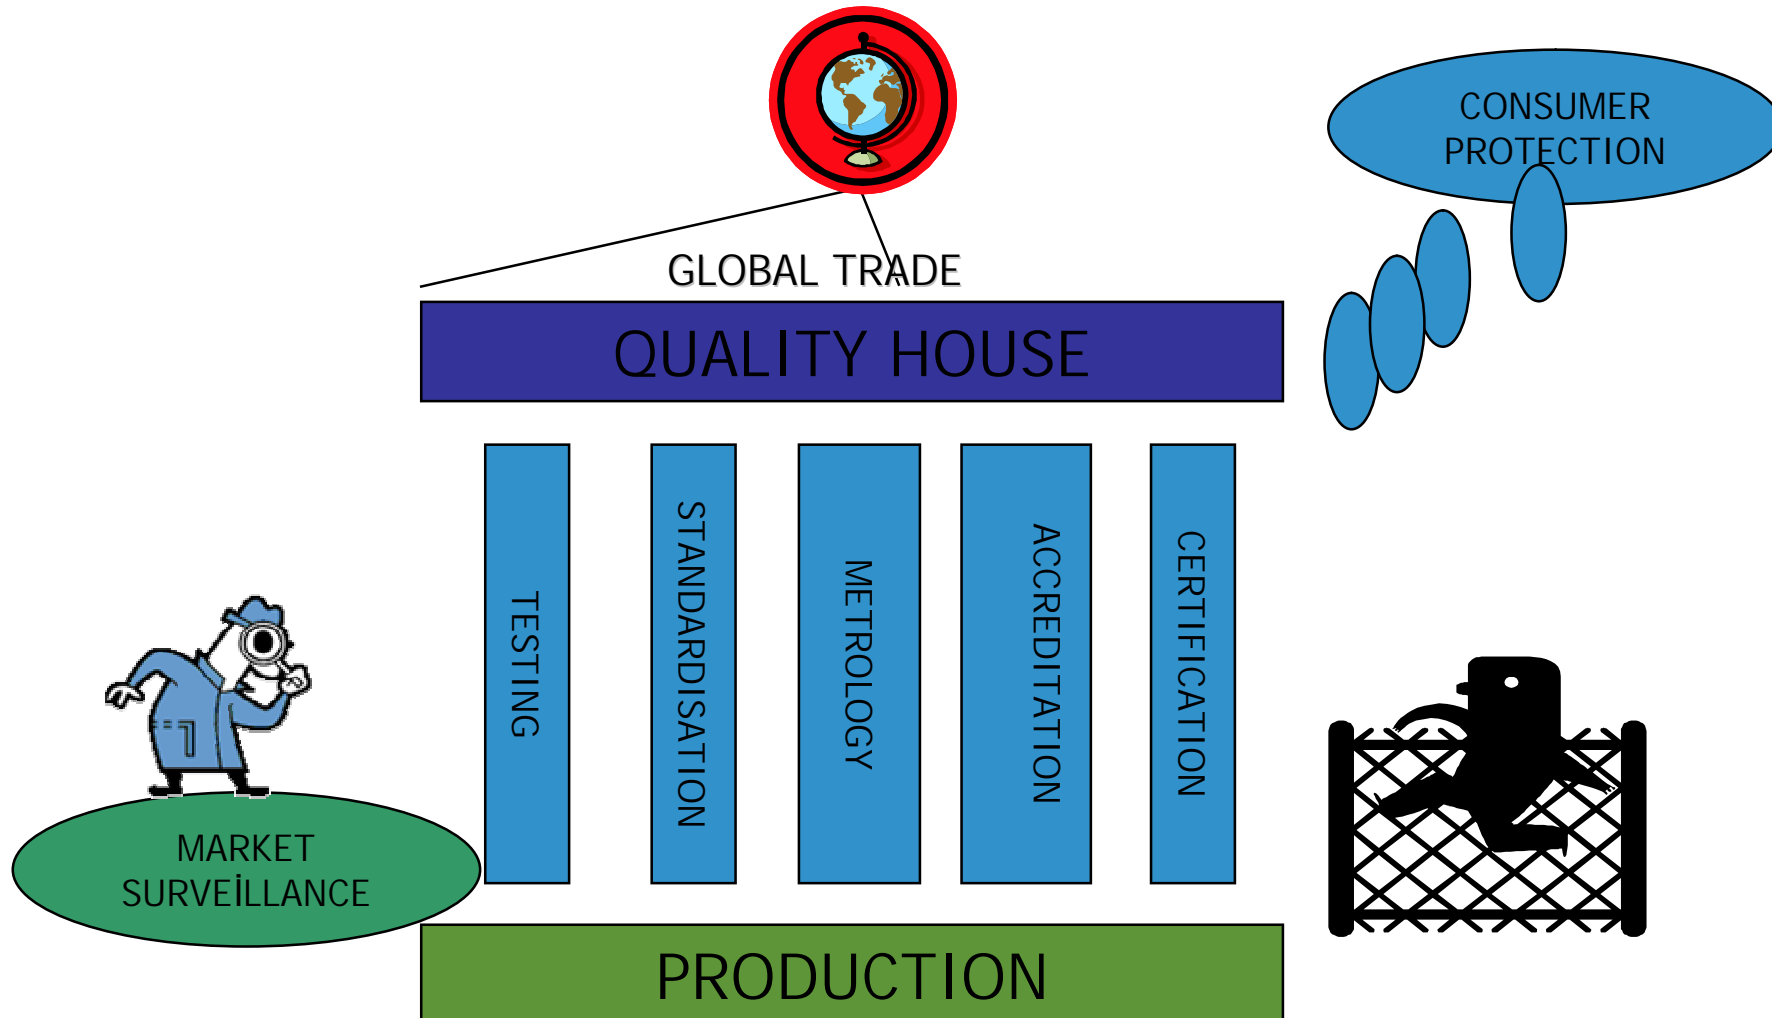 CONSUMER
PROTECTION
GLOBAL TRADE
QUALITY HOUSE
TESTING
STANDARDISATION
METROLOGY
ACCREDITATION
CERTIFICATION
MARKET
SURVEİLLANCE
PRODUCTION